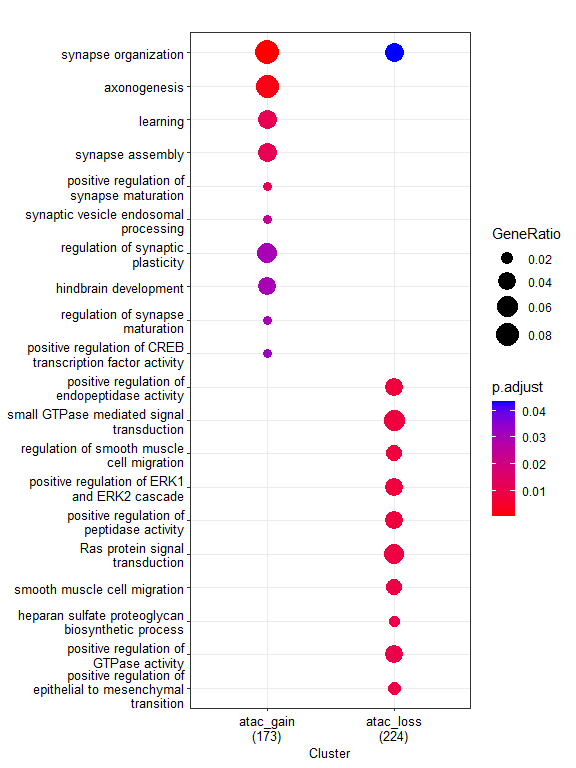 synapse organization
axonogenesis
learning
synapse assembly
positive regulation of
synapse maturation
synaptic vesicle endosomal
processing
regulation of synaptic
plasticity
hindbrain development
regulation of synapse
maturation
positive regulation of CREB
transcription factor activity
positive regulation of
endopeptidase activity
small GTPase mediated signal
transduction
regulation of smooth muscle
cell migration
positive regulation of ERK1
and ERK2 cascade
positive regulation of
peptidase activity
Ras protein signal
transduction
smooth muscle cell migration
heparan sulfate proteoglycan
biosynthetic process
positive regulation of
GTPase activity
positive regulation of
epithelial to mesenchymal
transition
atac_gain
(173)
atac_loss
(224)
Cluster
GeneRatio
0.02
0.04
0.06
0.08
p.adjust
0.04
0.03
0.02
0.01